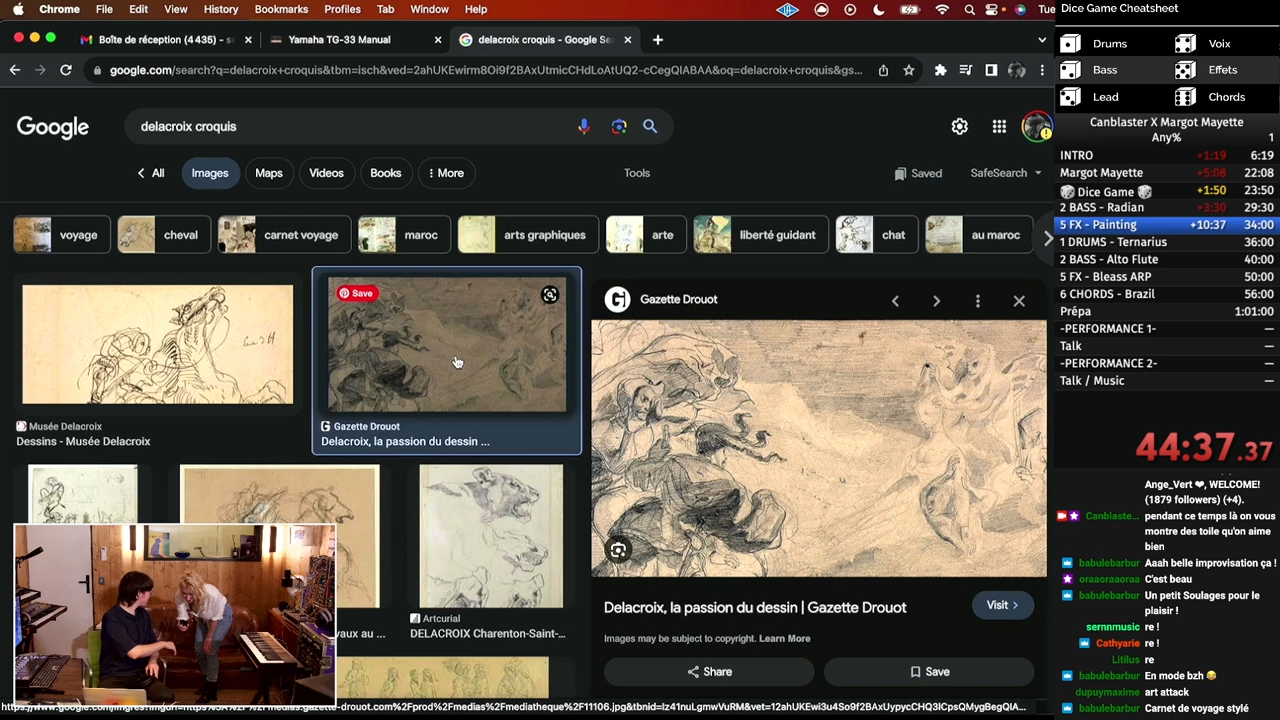 Chrome File Edit View History Bookmarks Profiles Tab Window Help Tue
Boîte de réception (4 435) - s
Yamaha TG-33 Manual
delacroix croquis - Google Se
google.com/search?q=delacroix+croquis&tbm=isch&ved=2ahUKEwirm8Oi9f2BAxUtmicCHdLoAtUQ2-cCegQIABAA&oq=delacroix+croquis&gs...
Google
delacroix croquis
All Images Maps Videos Books More
Tools
Saved SafeSearch
voyage
cheval
carnet voyage
maroc
arts graphiques
arte
liberté guidant
chat
au maroc
Save
Musée Delacroix
Dessins - Musée Delacroix
Gazette Drouot
Delacroix, la passion du dessin ...
vaux au ...
Artcurial
DELACROIX Charenton-Saint-...
Gazette Drouot
Delacroix, la passion du dessin | Gazette Drouot
Visit
Images may be subject to copyright. Learn More
Share
Save
Dice Game Cheatsheet
Drums Voix
Bass Effets
Lead Chords
Canblaster X Margot Mayette
Any% 1
INTRO +1:19 6:19
Margot Mayette +5:08 22:08
Dice Game +1:50 23:50
2 BASS - Radian +3:30 29:30
5 FX - Painting +10:37 34:00
1 DRUMS - Ternarius 36:00
2 BASS - Alto Flute 40:00
5 FX - Bleass ARP 50:00
6 CHORDS - Brazil 56:00
Prépa 1:01:00
-PERFORMANCE 1- —
Talk —
-PERFORMANCE 2- —
Talk / Music —
44:37.37
Ange_Vert ❤, WELCOME!
(1879 followers) (+4).
Canblaste... pendant ce temps là on vous
montre des toile qu'on aime
bien
babulebarbur Aaah belle improvisation ça !
oraoraoraoraa C'est beau
babulebarbur Un petit Soulages pour le
plaisir !
sernnmusic re !
Cathyarie re !
Litilus re
babulebarbur En mode bzh 😂
dupuymaxime art attack
babulebarbur Carnet de voyage stylé